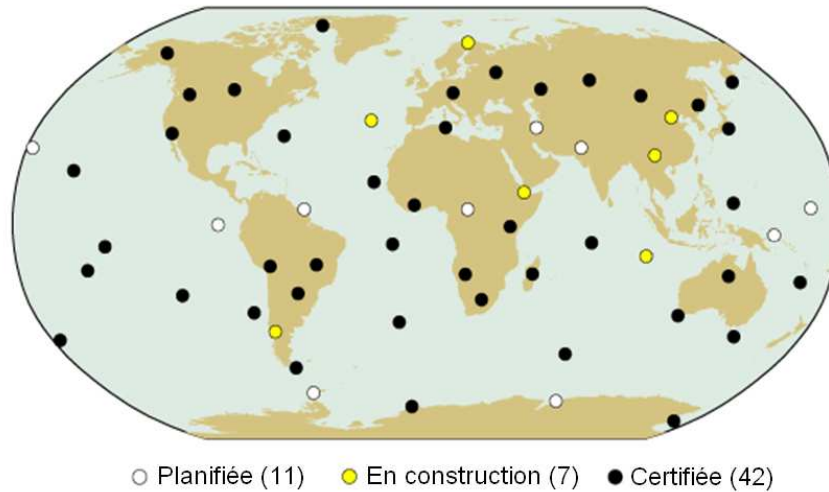 Planifiée (11) En construction (7) Certifiée (42)